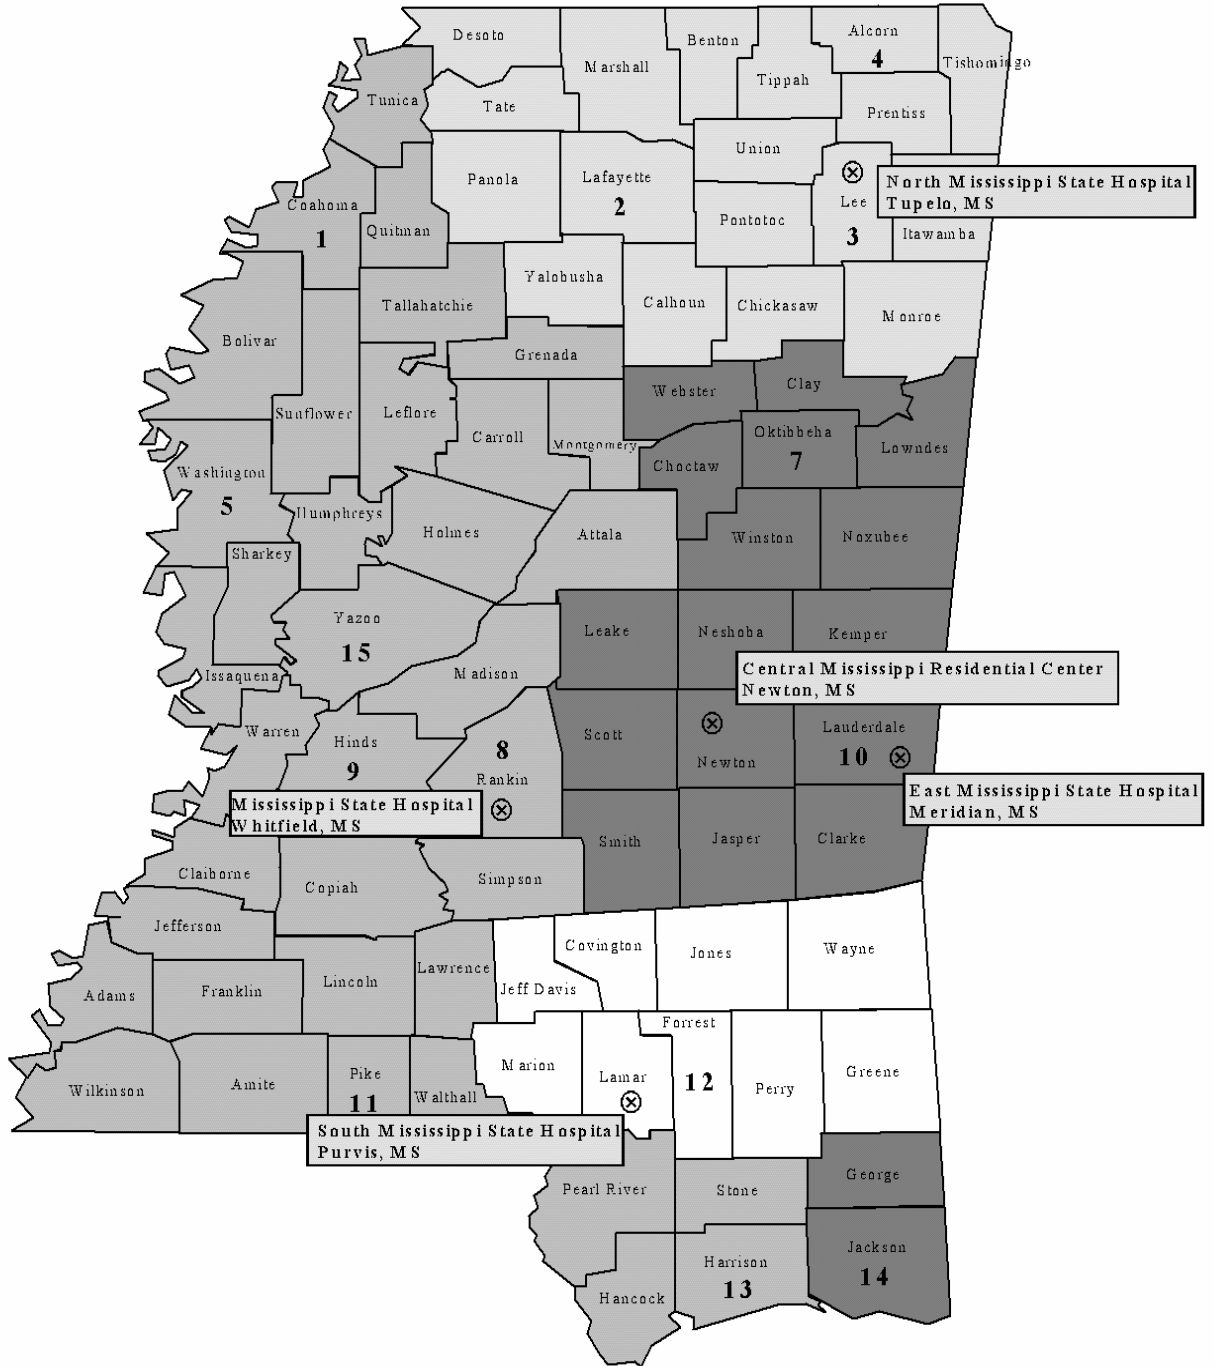 Desoto
Benton
Alcorn
4
Tishomingo
Marshall
Tippah
Tunica
Tate
Prentiss
Union
Panola
Lafayette
2
North Mississippi State Hospital
Tupelo, MS
Lee
3
Coahoma
1
Quitman
Pontotoc
Itawamba
Yalobusha
Tallahatchie
Calhoun
Chickasaw
Monroe
Bolivar
Grenada
Webster
Clay
Sunflower
Leflore
Carroll
Montgomery
Oktibbeha
7
Lowndes
Choctaw
Washington
5
Humphreys
Holmes
Attala
Winston
Noxubee
Sharkey
Yazoo
15
Leake
Neshoba
Kemper
Central Mississippi Residential Center
Newton, MS
Issaquena
Madison
Warren
Hinds
9
8
Rankin
Scott
Newton
Lauderdale
10
East Mississippi State Hospital
Meridian, MS
Mississippi State Hospital
Whitfield, MS
Smith
Jasper
Clarke
Claiborne
Copiah
Simpson
Jefferson
Covington
Jones
Wayne
Adams
Franklin
Lincoln
Lawrence
Jeff Davis
Forrest
12
Wilkinson
Amite
Pike
11
Walthall
Marion
Lamar
Perry
Greene
South Mississippi State Hospital
Purvis, MS
Pearl River
Stone
George
Hancock
Harrison
13
Jackson
14